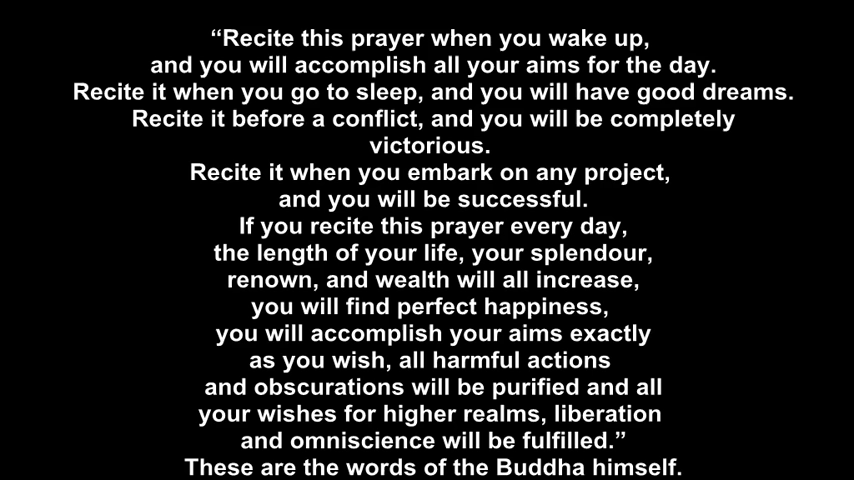 “Recite this prayer when you wake up,
and you will accomplish all your aims for the day.
Recite it when you go to sleep, and you will have good dreams.
Recite it before a conflict, and you will be completely
victorious.
Recite it when you embark on any project,
and you will be successful.
If you recite this prayer every day,
the length of your life, your splendour,
renown, and wealth will all increase,
you will find perfect happiness,
you will accomplish your aims exactly
as you wish, all harmful actions
and obscurations will be purified and all
your wishes for higher realms, liberation
and omniscience will be fulfilled.”
These are the words of the Buddha himself.